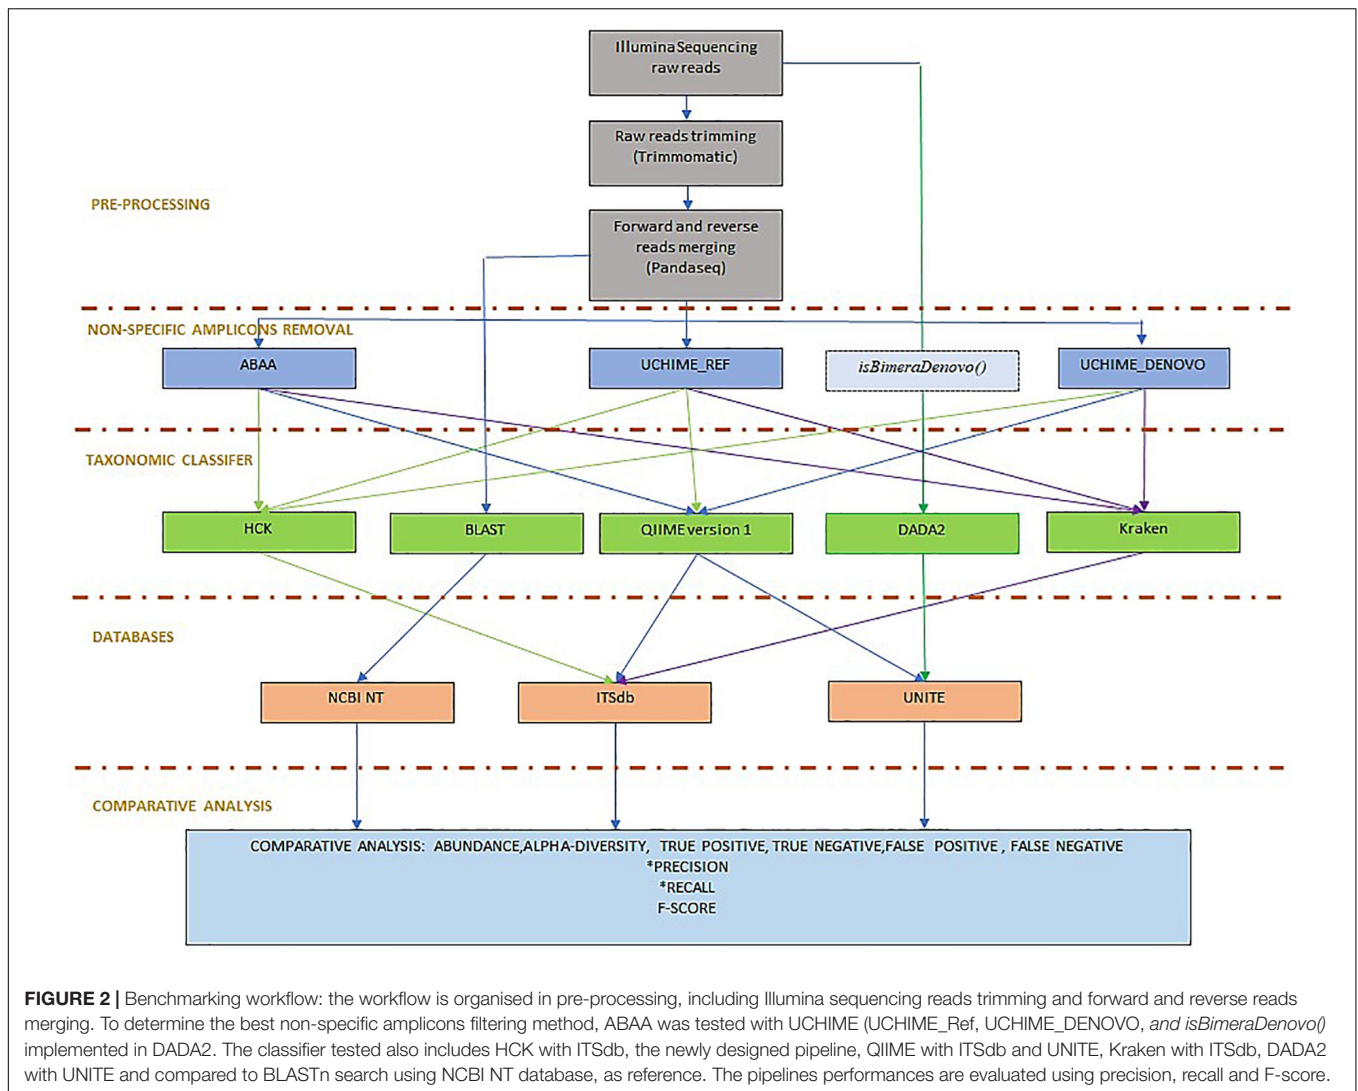 Illumina Sequencing
raw reads
Raw reads trimming
(Trimmomatic)
PRE-PROCESSING
Forward and reverse
reads merging
(Pandaseq)
NON-SPECIFIC AMPLICONS REMOVAL
ABAA
UCHIME_REF
isBimeraDenovo()
UCHIME_DENOVO
TAXONOMIC CLASSIFER
HCK
BLAST
QIIME version 1
DADA2
Kraken
DATABASES
NCBI NT
ITSdb
UNITE
COMPARATIVE ANALYSIS
COMPARATIVE ANALYSIS: ABUNDANCE,ALPHA-DIVERSITY, TRUE POSITIVE, TRUE NEGATIVE,FALSE POSITIVE , FALSE NEGATIVE
*PRECISION
*RECALL
F-SCORE
FIGURE 2 | Benchmarking workflow: the workflow is organised in pre-processing, including Illumina sequencing reads trimming and forward and reverse reads
merging. To determine the best non-specific amplicons filtering method, ABAA was tested with UCHIME (UCHIME_Ref, UCHIME_DENOVO, and isBimeraDenovo()
implemented in DADA2. The classifier tested also includes HCK with ITSdb, the newly designed pipeline, QIIME with ITSdb and UNITE, Kraken with ITSdb, DADA2
with UNITE and compared to BLASTn search using NCBI NT database, as reference. The pipelines performances are evaluated using precision, recall and F-score.